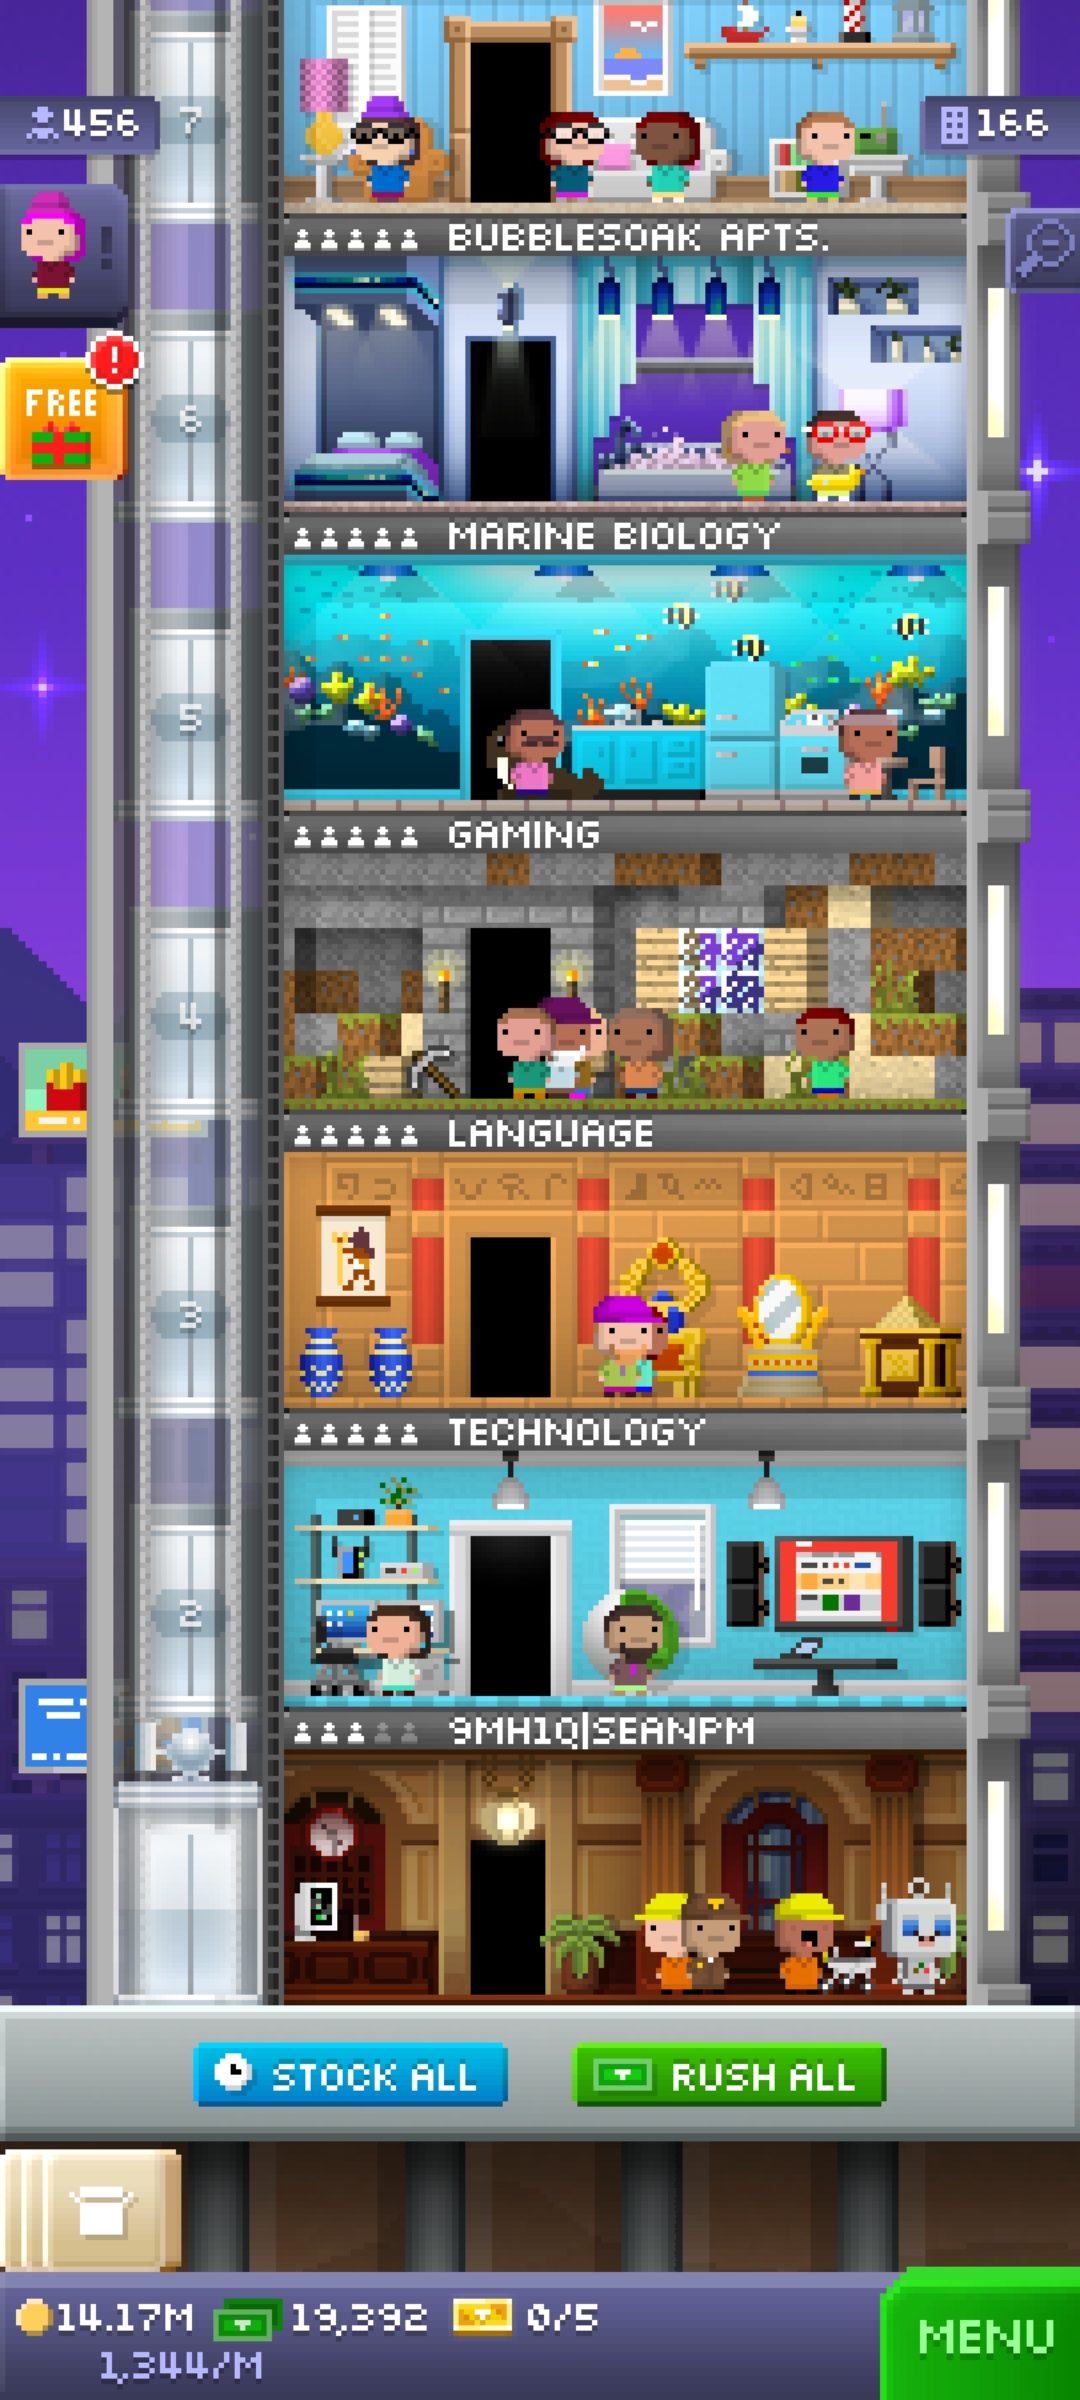 7
456
166
!
BUBBLESOAK APTS.
!
FREE
6
MARINE BIOLOGY
5
GAMING
4
LANGUAGE
3
TECHNOLOGY
2
9MH1Q|SEANPM
1
STOCK ALL
RUSH ALL
14.17M 19,392 0/5
1,344/M
MENU